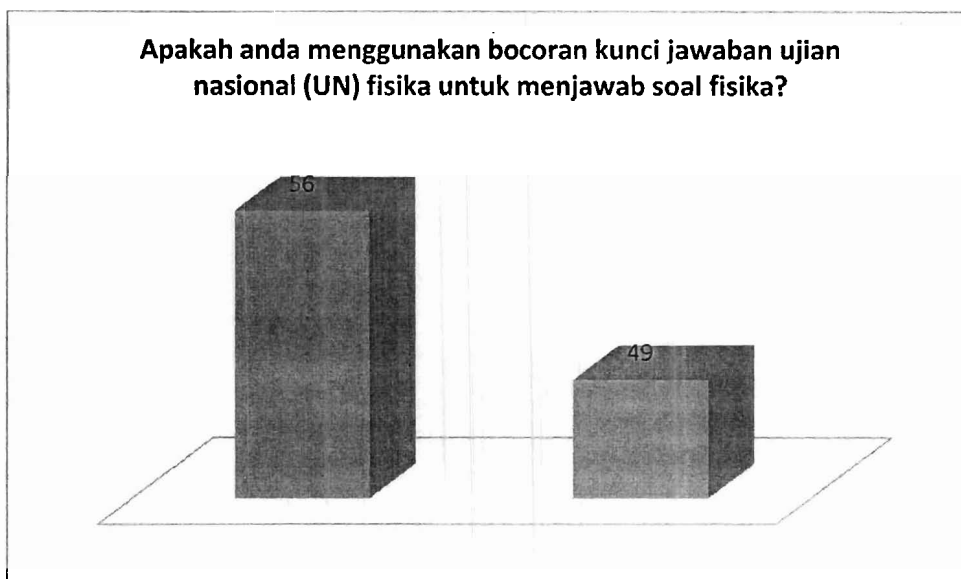 Apakah anda menggunakan bocoran kunci jawaban ujian
nasional (UN) fisika untuk menjawab soal fisika?
56
49